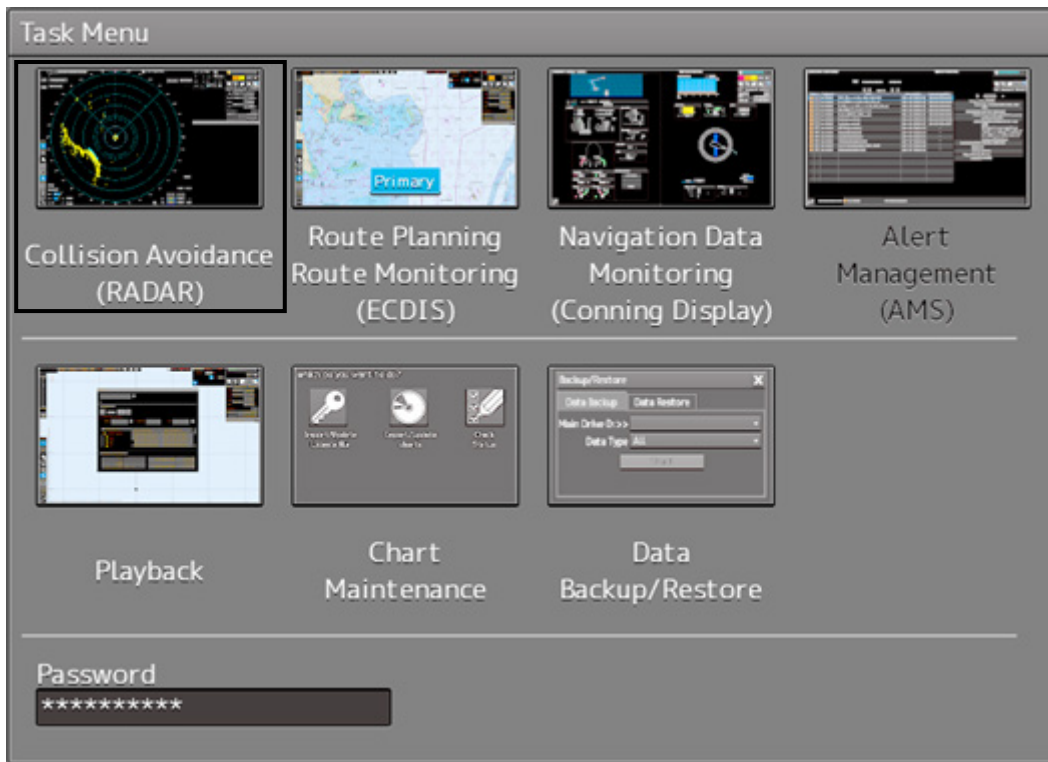 Task Menu
Collision Avoidance
(RADAR)
Primary
Route Planning
Route Monitoring
(ECDIS)
Navigation Data
Monitoring
(Conning Display)
Alert
Management
(AMS)
Playback
Chart
Maintenance
Backup/Restore X
Data Backup Data Restore
Main Drive D:>>
Data Type All
Data
Backup/Restore
Password
**********